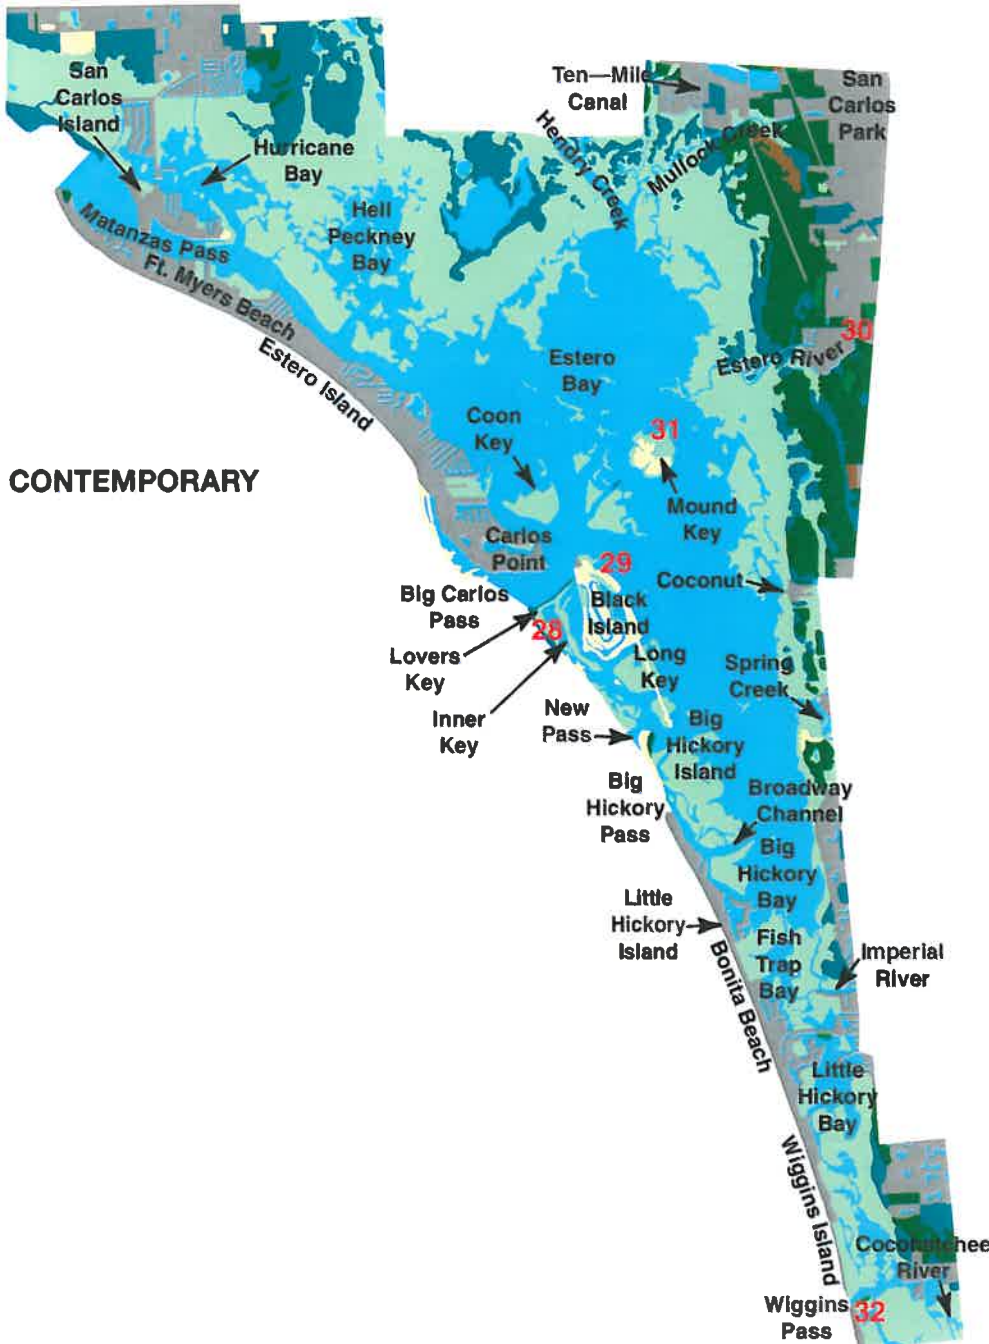 San
Carlos
Island
Hurricane
Bay
Ten—Mile
Canal
San
Carlos
Park
Hendry Creek
Mullock Creek
Hell
Peckney
Bay
Matanzas Pass
Ft. Myers Beach
Estero Island
30
Estero River
Estero
Bay
Coon
Key
31
Mound
Key
CONTEMPORARY
Carlos
Point
29
Coconut
Big Carlos
Pass
Black
Island
28
Lovers
Key
Long
Key
Spring
Creek
Inner
Key
New
Pass
Big
Hickory
Island
Big
Hickory
Pass
Broadway
Channel
Big
Hickory
Bay
Little
Hickory
Island
Fish
Trap
Bay
Imperial
River
Bonita Beach
Little
Hickory
Bay
Wiggins Island
Cocohatchee
River
Wiggins
Pass
32